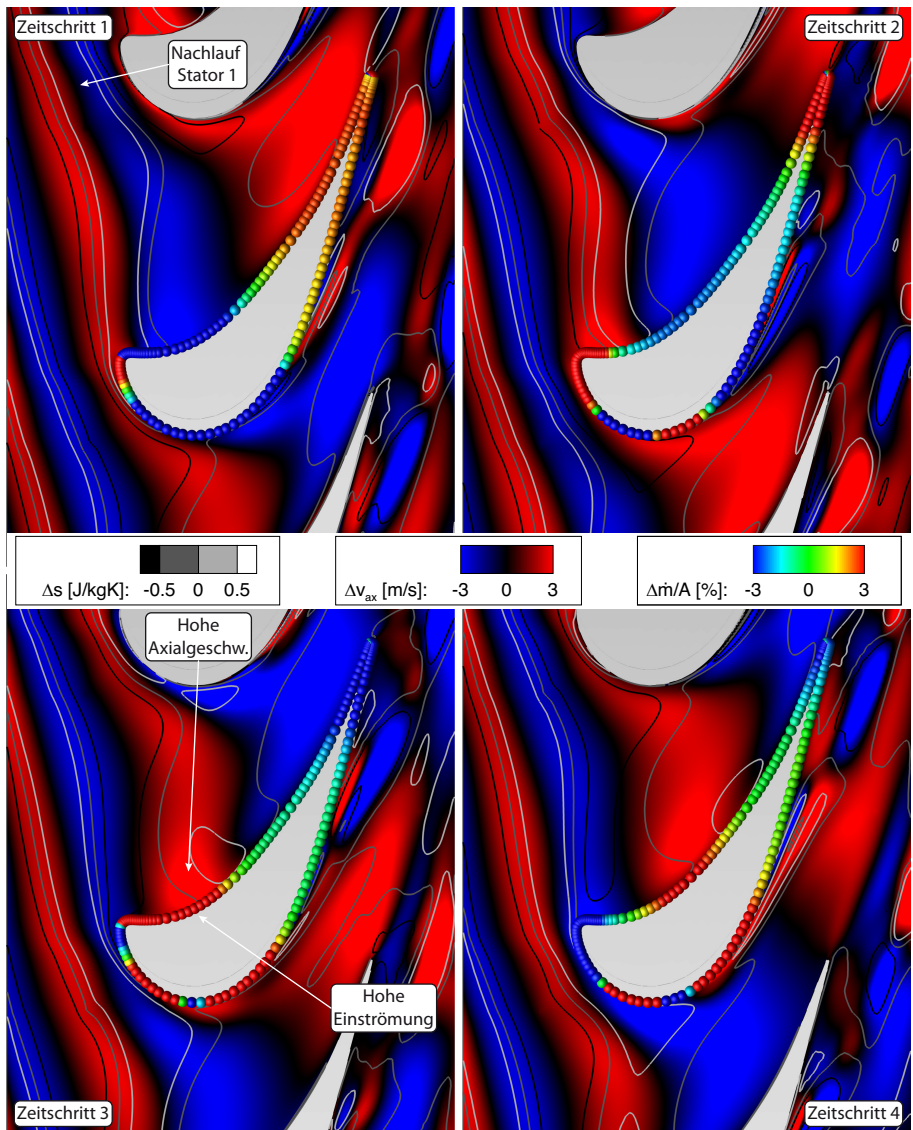 Zeitschritt 1
Nachlauf
Stator 1
Zeitschritt 2
Δs [J/kgK]:
-0.5 0 0.5
Δv_ax [m/s]:
-3 0 3
Δṁ/A [%]:
-3 0 3
Hohe
Axialgeschw.
Hohe
Einströmung
Zeitschritt 3
Zeitschritt 4